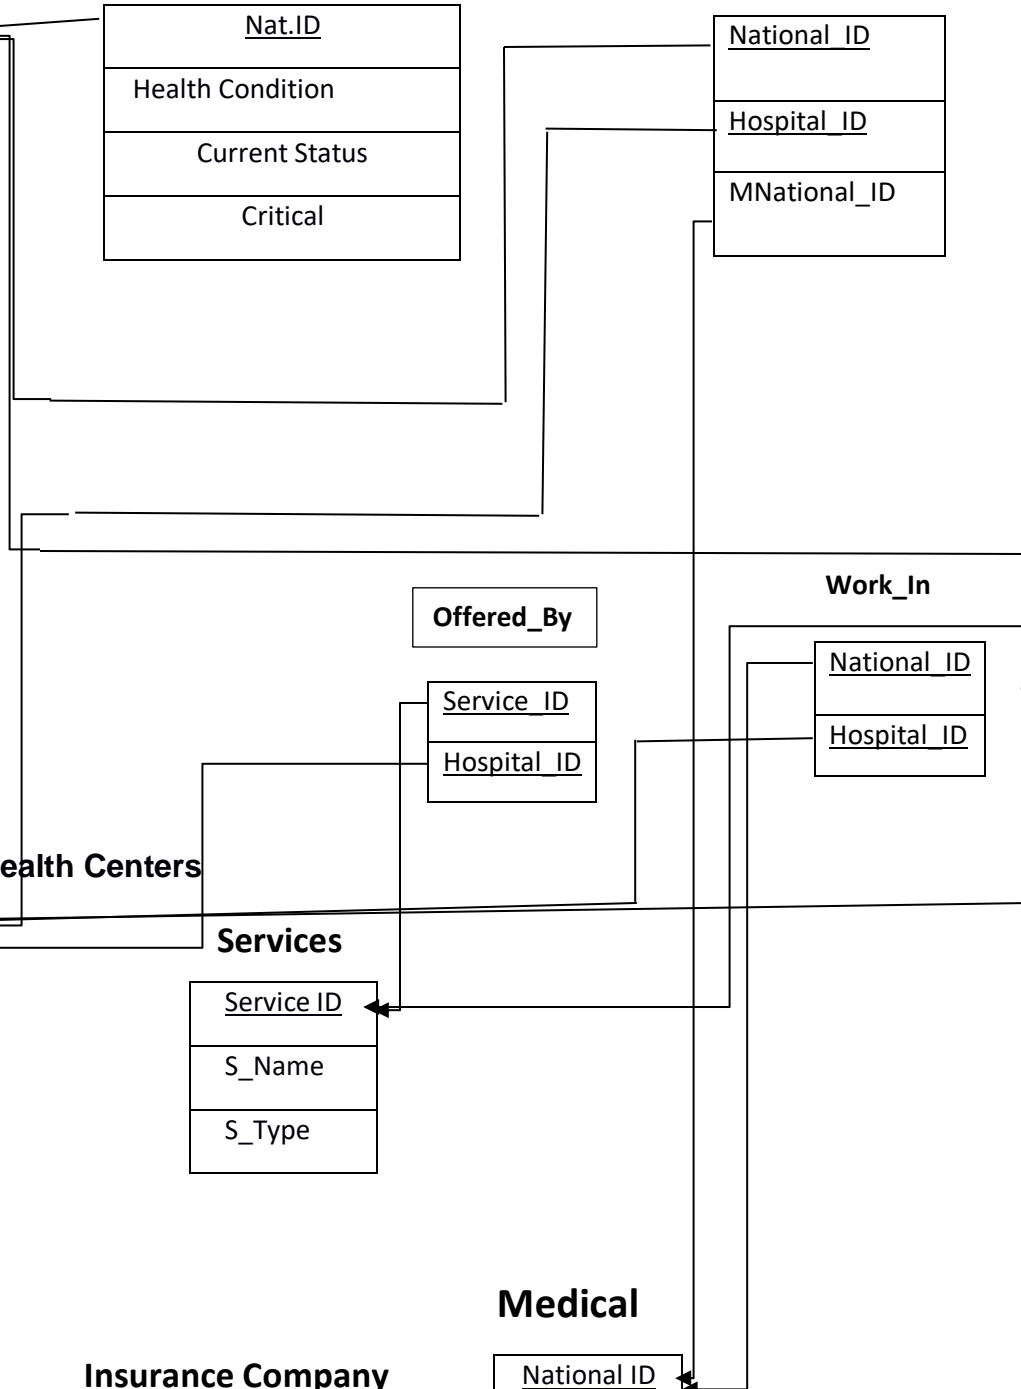 Nat.ID
Health Condition
Current Status
Critical
National_ID
Hospital_ID
MNational_ID
Work_In
Offered_By
National_ID
Hospital_ID
Service_ID
Hospital_ID
ealth Centers
Services
Service ID
S_Name
S_Type
Medical
Insurance Company
National ID